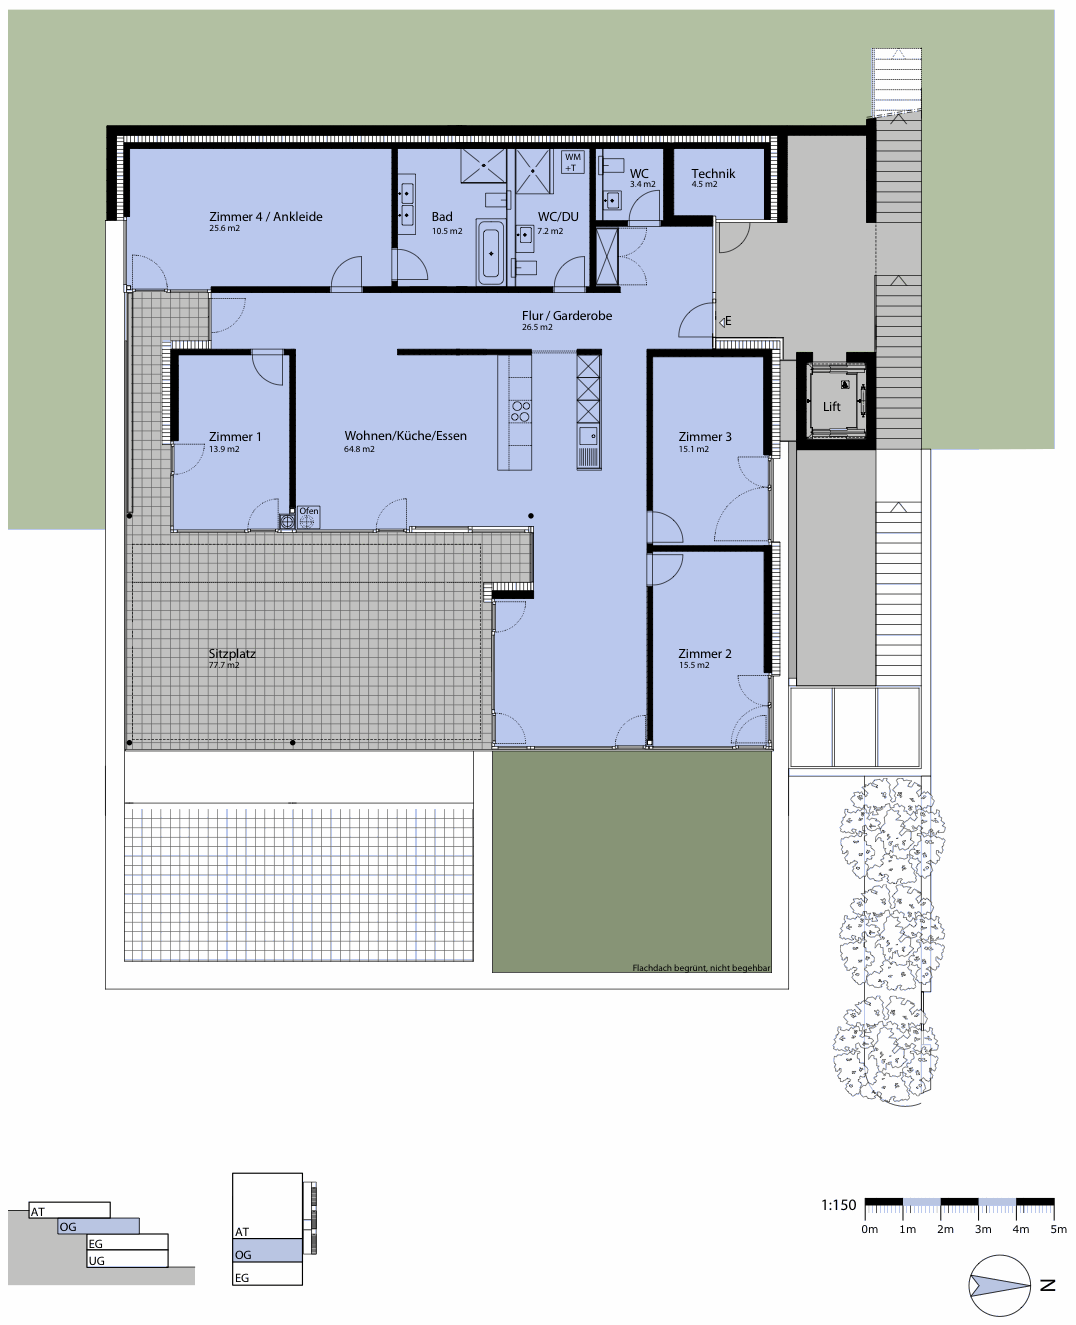 WM
+T
WC
3.4 m2
Technik
4.5 m2
Zimmer 4 / Ankleide
25.6 m2
Bad
10.5 m2
WC/DU
7.2 m2
Flur / Garderobe
26.5 m2
E
Lift
Zimmer 1
13.9 m2
Wohnen/Küche/Essen
64.8 m2
Zimmer 3
15.1 m2
Ofen
Sitzplatz
77.7 m2
Zimmer 2
15.5 m2
Flachdach begrünt, nicht begehbar
AT
OG
EG
UG
AT
OG
EG
1:150
0m 1m 2m 3m 4m 5m
N